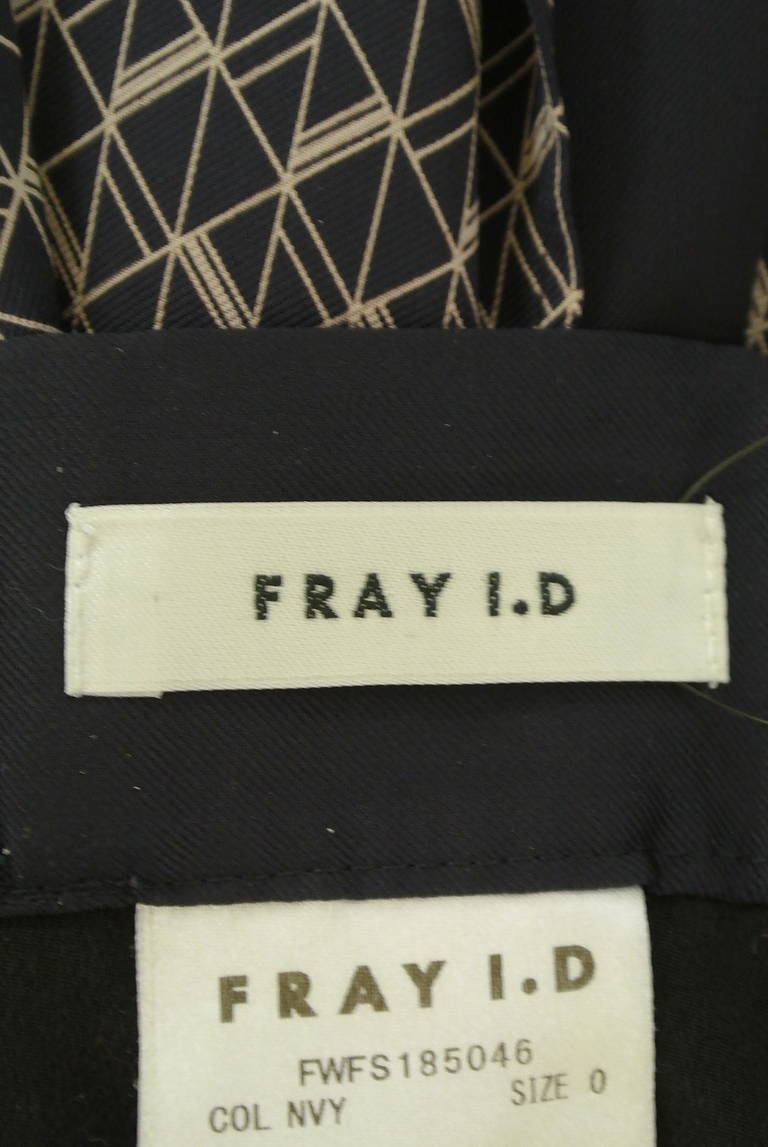 FRAY I.D
FRAY I.D
FWFS185046
COL NVY SIZE 0